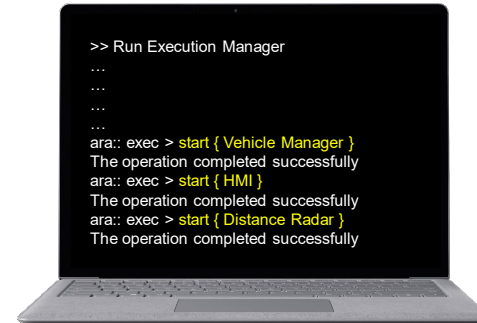 >> Run Execution Manager
…
…
…
…
ara:: exec > start { Vehicle Manager }
The operation completed successfully
ara:: exec > start { HMI }
The operation completed successfully
ara:: exec > start { Distance Radar }
The operation completed successfully